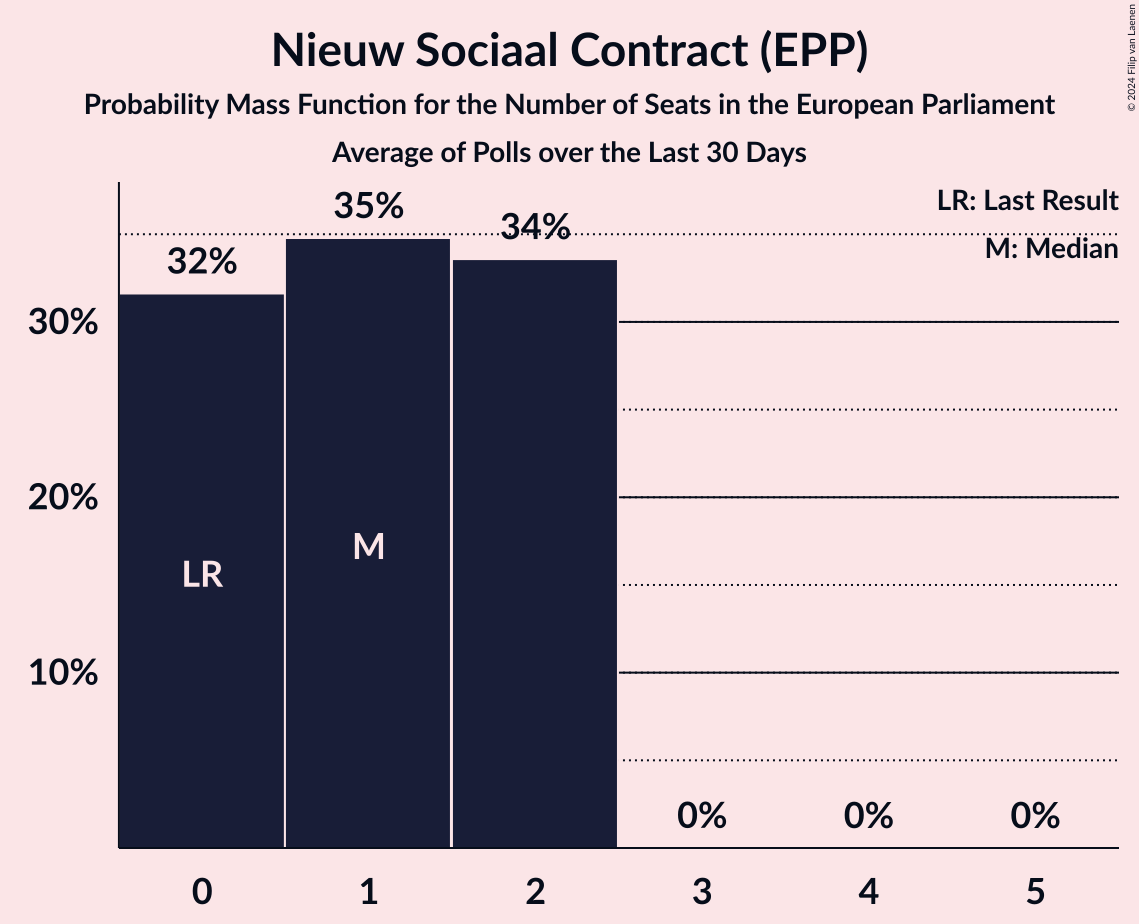 Nieuw Sociaal Contract (EPP)
Probability Mass Function for the Number of Seats in the European Parliament
Average of Polls over the Last 30 Days
© 2024 Filip van Laenen
LR: Last Result
M: Median
35%
34%
32%
30%
20%
10%
LR
M
0%
0%
0%
0
1
2
3
4
5